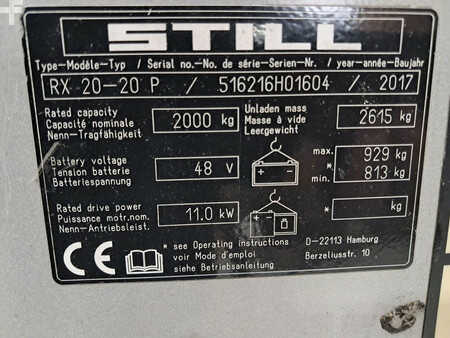 STILL
Type-Modèle-Typ / Serial no.-No. de série-Serien-Nr. / year-année-Baujahr
RX 20-20 P / 516216H01604 / 2017
Rated capacity
Capacité nominale
Nenn-Tragfähigkeit
2000 kg
Unladen mass
Masse à vide
Leergewicht
2615 kg
Battery voltage
Tension batterie
Batteriespannung
48 V
max. 929 kg
* min. 813 kg
Rated drive power
Puissance motr.nom.
Nenn-Antriebsleist.
11.0 kW
* kg
CE
* see Operating instructions
voir Mode d'emploi
siehe Betriebsanleitung
D-22113 Hamburg
Berzeliusstr. 10